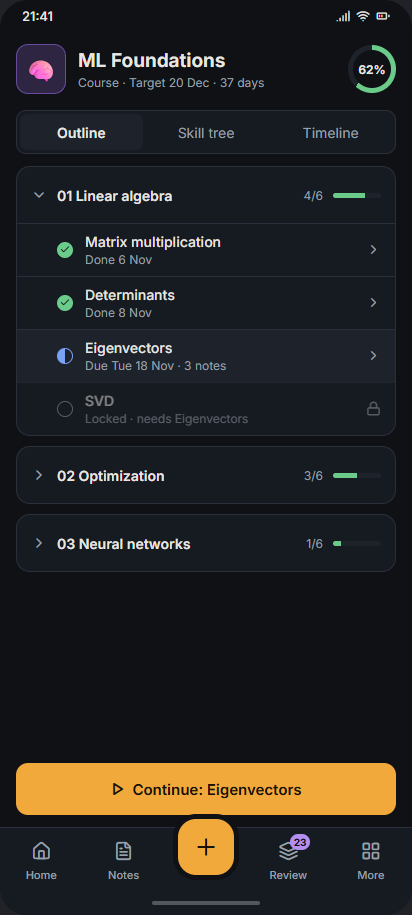 21:41
ML Foundations
Course · Target 20 Dec · 37 days
62%
Outline
Skill tree
Timeline
01 Linear algebra
4/6
Matrix multiplication
Done 6 Nov
Determinants
Done 8 Nov
Eigenvectors
Due Tue 18 Nov · 3 notes
SVD
Locked · needs Eigenvectors
02 Optimization
3/6
03 Neural networks
1/6
Continue: Eigenvectors
Home
Notes
23
Review
More